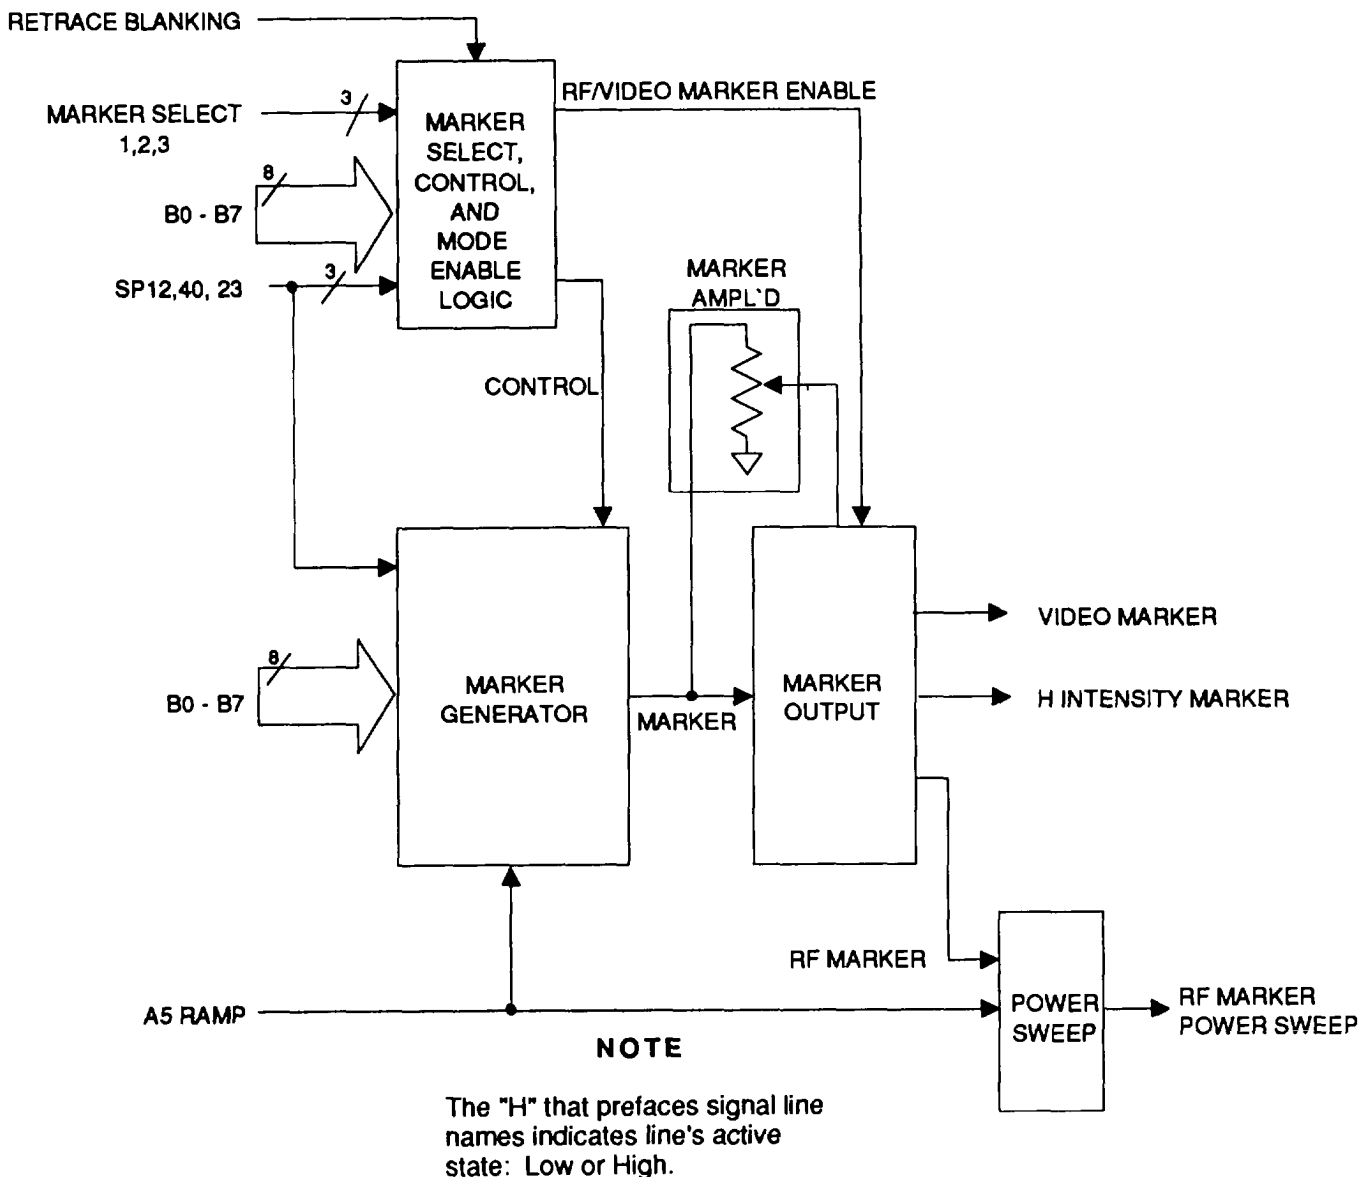 RETRACE BLANKING
MARKER SELECT
1,2,3
3
8
B0 - B7
SP12,40, 23
3
MARKER
SELECT,
CONTROL,
AND
MODE
ENABLE
LOGIC
RF/VIDEO MARKER ENABLE
CONTROL
MARKER
AMPL`D
8
B0 - B7
MARKER
GENERATOR
MARKER
MARKER
OUTPUT
VIDEO MARKER
H INTENSITY MARKER
RF MARKER
A5 RAMP
POWER
SWEEP
RF MARKER
POWER SWEEP
NOTE
The "H" that prefaces signal line
names indicates line's active
state: Low or High.